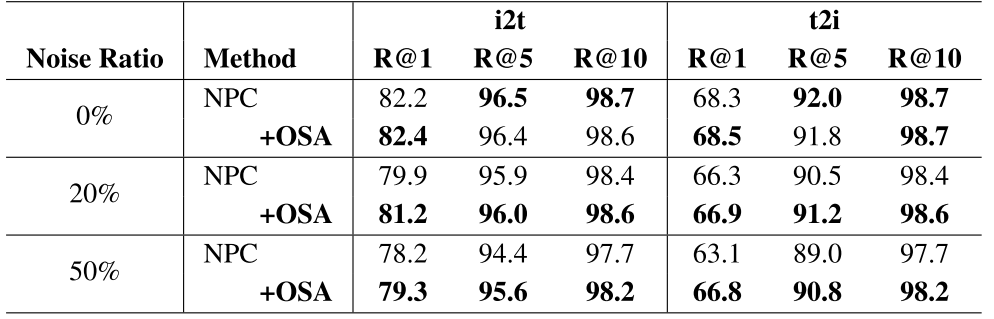 i2t t2i
Noise Ratio Method R@1 R@5 R@10 R@1 R@5 R@10
0% NPC 82.2 96.5 98.7 68.3 92.0 98.7
+OSA 82.4 96.4 98.6 68.5 91.8 98.7
20% NPC 79.9 95.9 98.4 66.3 90.5 98.4
+OSA 81.2 96.0 98.6 66.9 91.2 98.6
50% NPC 78.2 94.4 97.7 63.1 89.0 97.7
+OSA 79.3 95.6 98.2 66.8 90.8 98.2